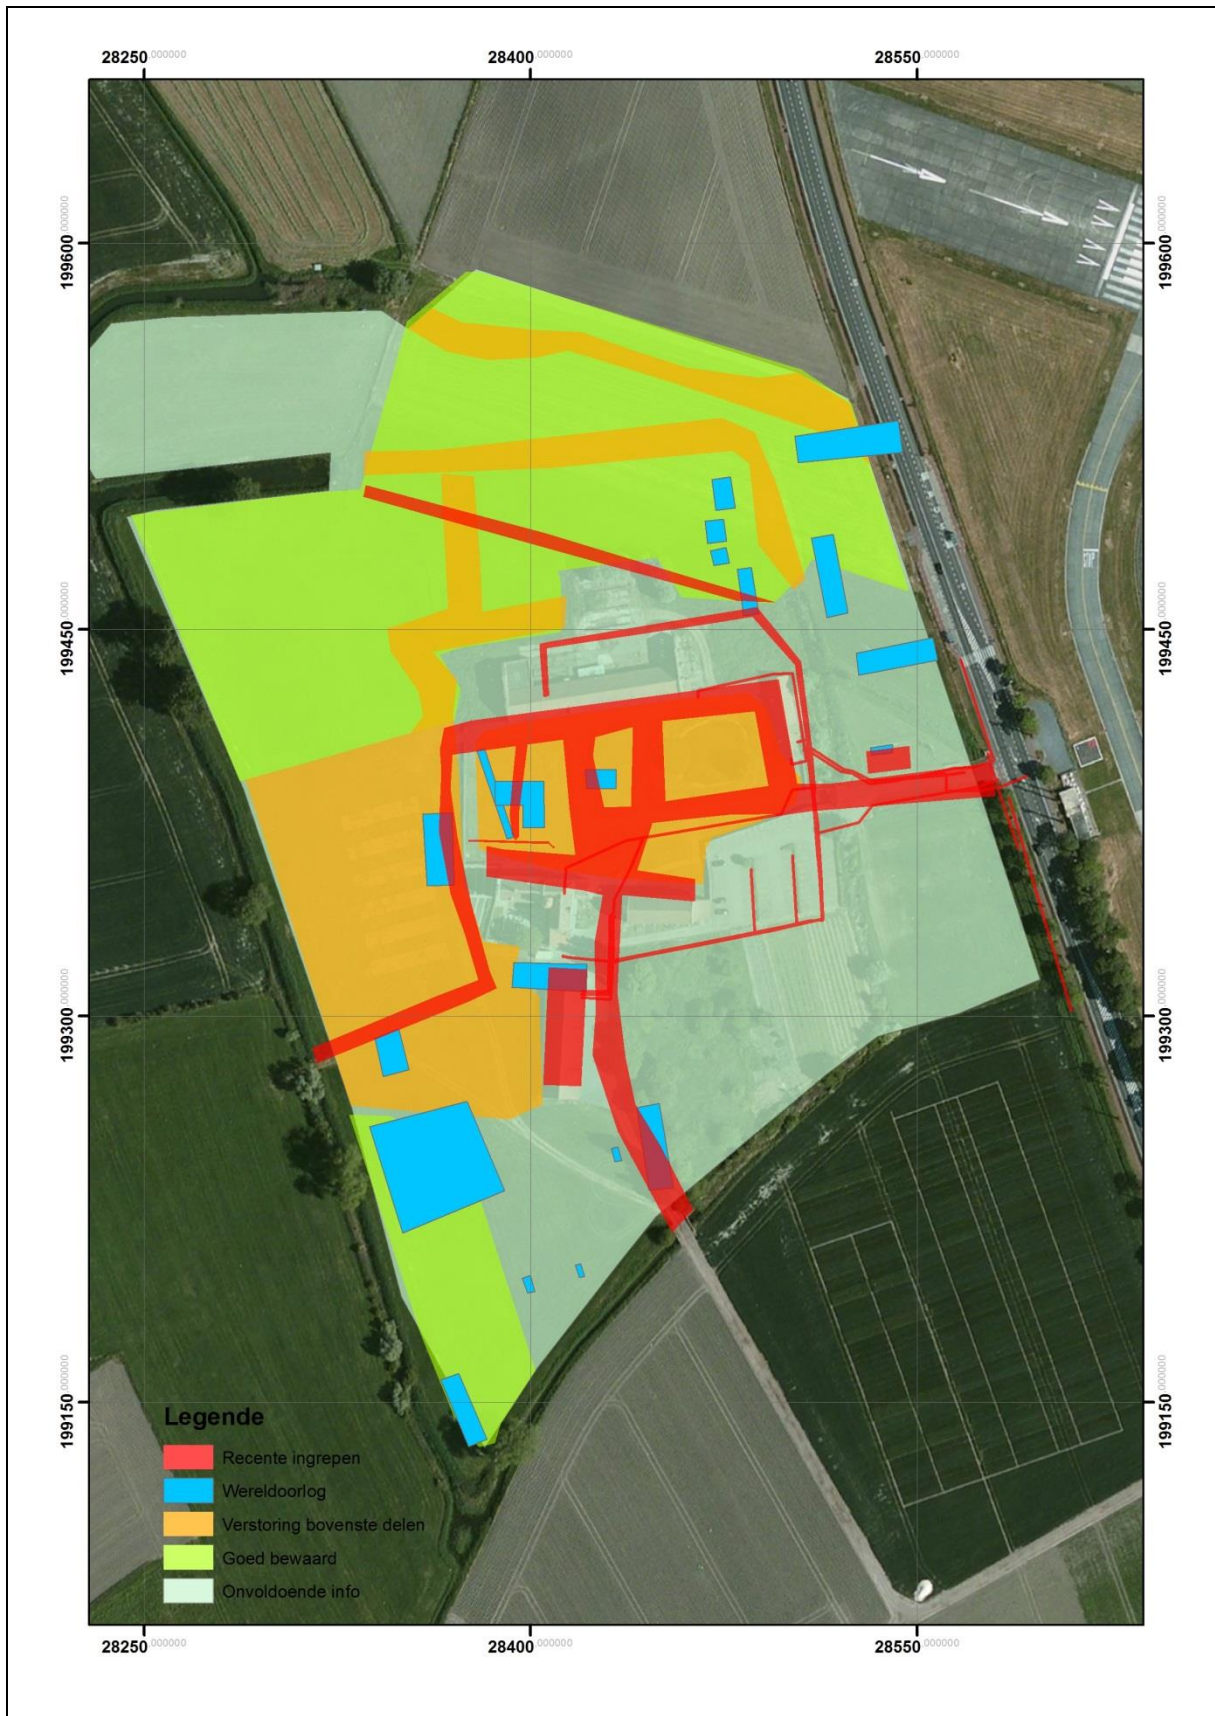 28250.000000 28400.000000 28550.000000
199600.000000 199600.000000
199450.000000 199450.000000
199300.000000 199300.000000
199150.000000 199150.000000
Legende
Recente ingrepen
Wereldoorlog
Verstoring bovenste delen
Goed bewaard
Onvoldoende info
28250.000000 28400.000000 28550.000000